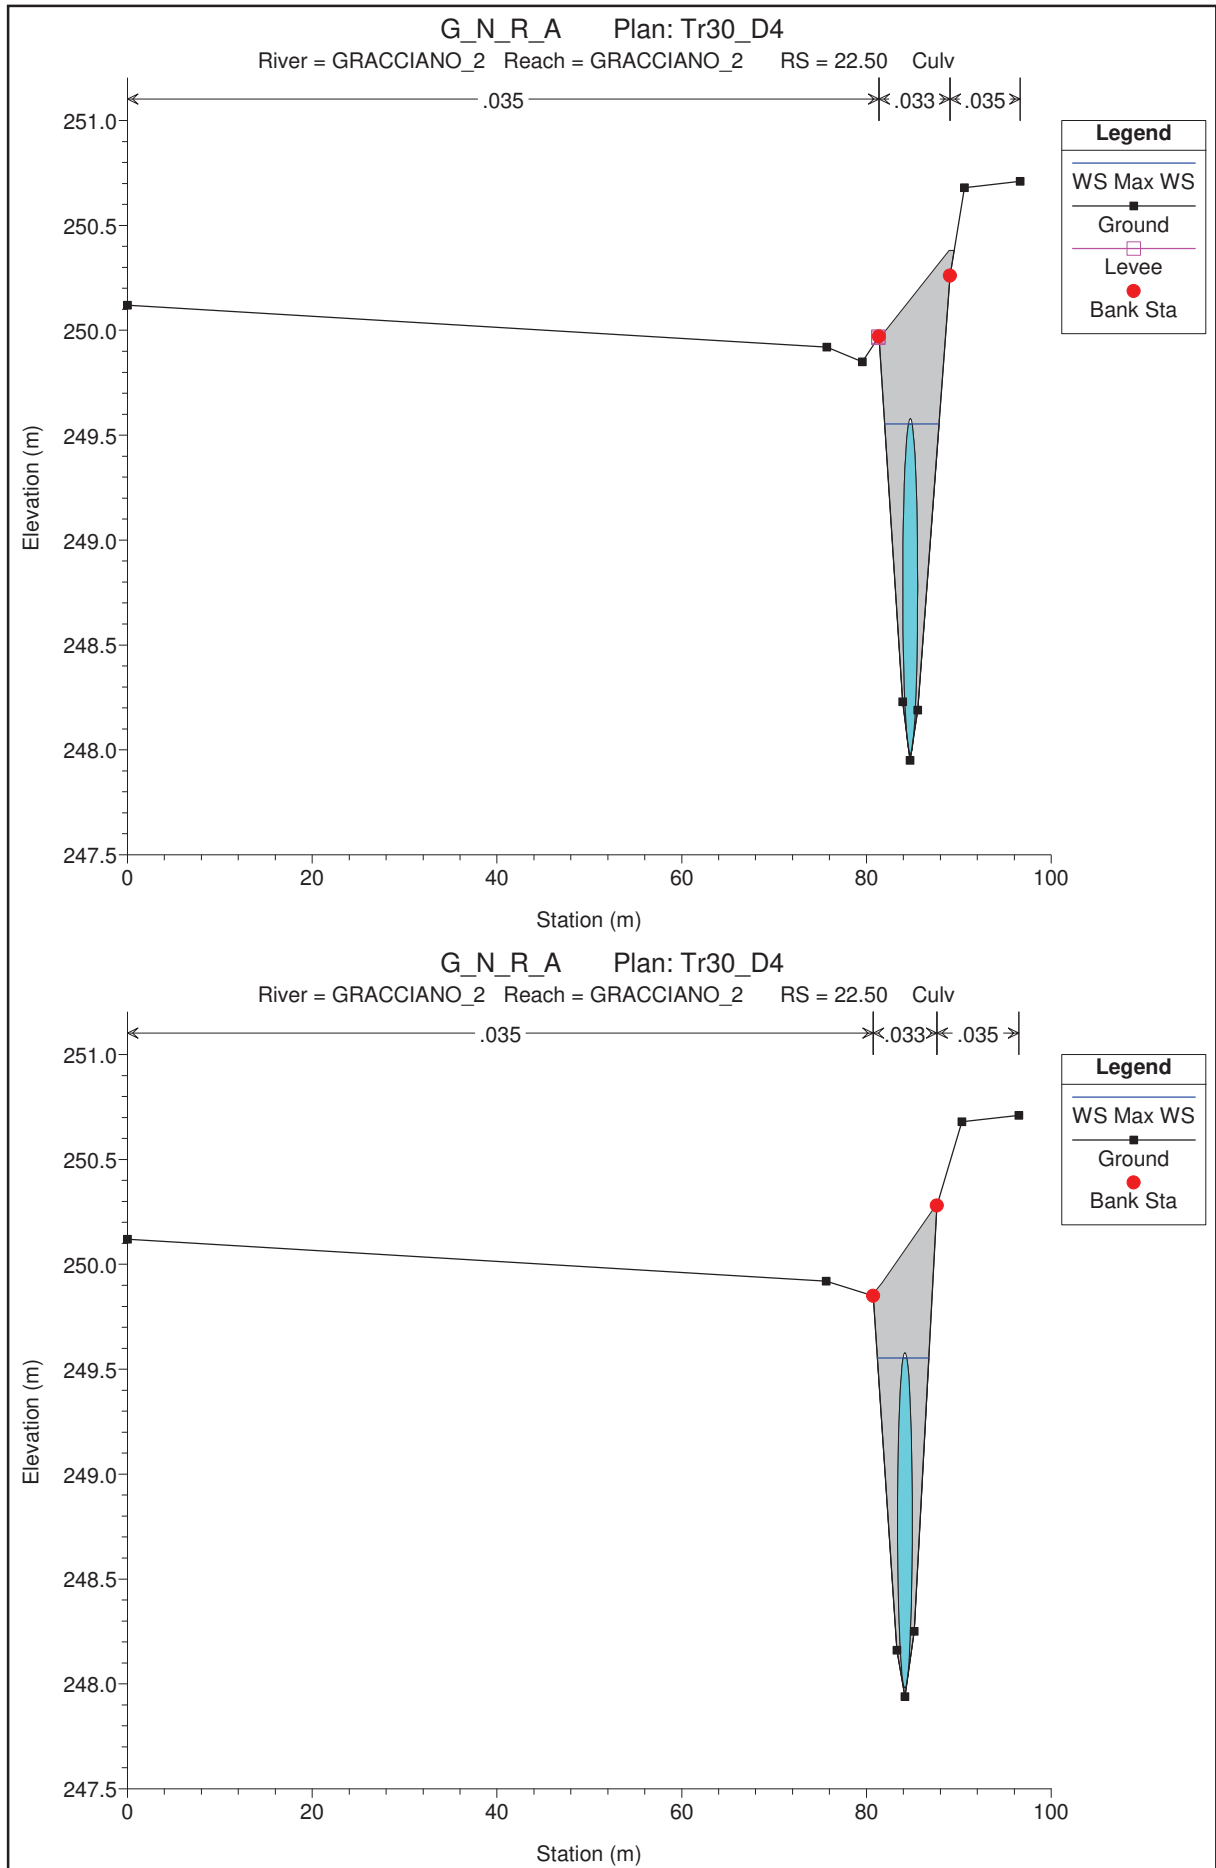 G_N_R_A Plan: Tr30_D4
River = GRACCIANO_2 Reach = GRACCIANO_2 RS = 22.50 Culv
.035 .033 .035
251.0
250.5
250.0
249.5
249.0
248.5
248.0
247.5
Elevation (m)
0 20 40 60 80 100
Station (m)
Legend
WS Max WS
Ground
Levee
Bank Sta
G_N_R_A Plan: Tr30_D4
River = GRACCIANO_2 Reach = GRACCIANO_2 RS = 22.50 Culv
.035 .033 .035
251.0
250.5
250.0
249.5
249.0
248.5
248.0
247.5
Elevation (m)
0 20 40 60 80 100
Station (m)
Legend
WS Max WS
Ground
Bank Sta